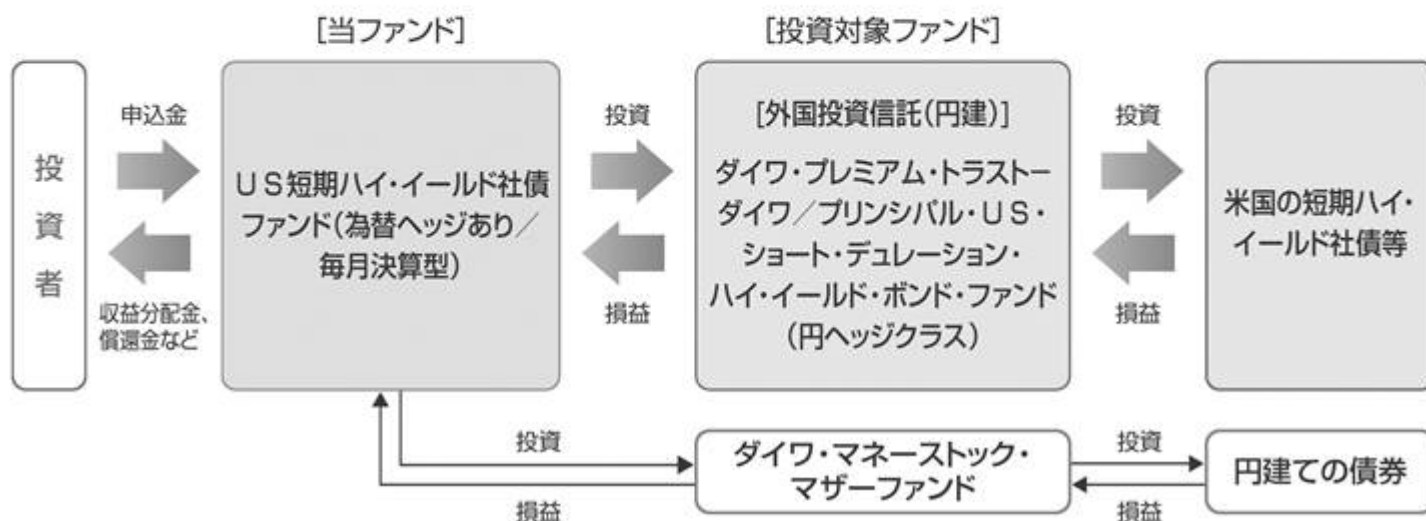 [当ファンド]
[投資対象ファンド]
投資者
申込金
収益分配金、
償還金など
US短期ハイ・イールド社債
ファンド(為替ヘッジあり/
毎月決算型)
投資
損益
[外国投資信託(円建)]
ダイワ・プレミアム・トラスト－
ダイワ/プリンシパル・US・
ショート・デュレーション・
ハイ・イールド・ボンド・ファンド
(円ヘッジクラス)
投資
損益
米国の短期ハイ・
イールド社債等
投資
損益
ダイワ・マネーストック・
マザーファンド
投資
損益
円建ての債券